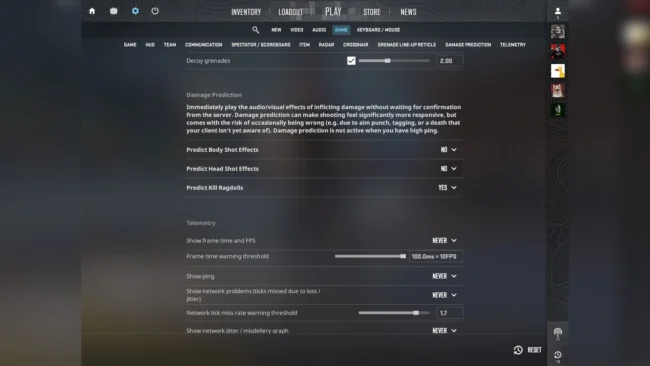 INVENTORY LOADOUT PLAY STORE NEWS
NEW VIDEO AUDIO GAME KEYBOARD / MOUSE
GAME HUD TEAM COMMUNICATION SPECTATOR / SCOREBOARD ITEM RADAR CROSSHAIR GRENADE LINE-UP RETICLE DAMAGE PREDICTION TELEMETRY
Decoy grenades 2.00
Damage Prediction
Immediately play the audio/visual effects of inflicting damage without waiting for confirmation
from the server. Damage prediction can make shooting feel significantly more responsive, but
comes with the risk of occasionally being wrong (e.g. due to aim punch, tagging, or a death that
your client isn't yet aware of). Damage prediction is not active when you have high ping.
Predict Body Shot Effects NO
Predict Head Shot Effects NO
Predict Kill Ragdolls YES
Telemetry
Show frame time and FPS NEVER
Frame time warning threshold 100.0ms = 10FPS
Show ping NEVER
Show network problems (ticks missed due to loss /
jitter) NEVER
Network tick miss rate warning threshold 1.7
Show network jitter / misdelivery graph NEVER
RESET